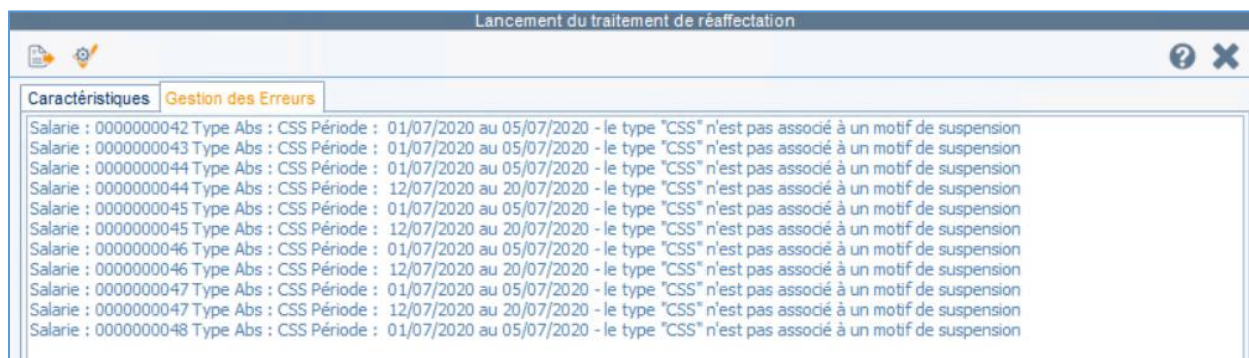 Lancement du traitement de réaffectation
Caractéristiques Gestion des Erreurs
Salarie : 0000000042 Type Abs : CSS Période : 01/07/2020 au 05/07/2020 - le type "CSS" n'est pas associé à un motif de suspension
Salarie : 0000000043 Type Abs : CSS Période : 01/07/2020 au 05/07/2020 - le type "CSS" n'est pas associé à un motif de suspension
Salarie : 0000000044 Type Abs : CSS Période : 01/07/2020 au 05/07/2020 - le type "CSS" n'est pas associé à un motif de suspension
Salarie : 0000000044 Type Abs : CSS Période : 12/07/2020 au 20/07/2020 - le type "CSS" n'est pas associé à un motif de suspension
Salarie : 0000000045 Type Abs : CSS Période : 01/07/2020 au 05/07/2020 - le type "CSS" n'est pas associé à un motif de suspension
Salarie : 0000000045 Type Abs : CSS Période : 12/07/2020 au 20/07/2020 - le type "CSS" n'est pas associé à un motif de suspension
Salarie : 0000000046 Type Abs : CSS Période : 01/07/2020 au 05/07/2020 - le type "CSS" n'est pas associé à un motif de suspension
Salarie : 0000000046 Type Abs : CSS Période : 12/07/2020 au 20/07/2020 - le type "CSS" n'est pas associé à un motif de suspension
Salarie : 0000000047 Type Abs : CSS Période : 01/07/2020 au 05/07/2020 - le type "CSS" n'est pas associé à un motif de suspension
Salarie : 0000000047 Type Abs : CSS Période : 12/07/2020 au 20/07/2020 - le type "CSS" n'est pas associé à un motif de suspension
Salarie : 0000000048 Type Abs : CSS Période : 01/07/2020 au 05/07/2020 - le type "CSS" n'est pas associé à un motif de suspension